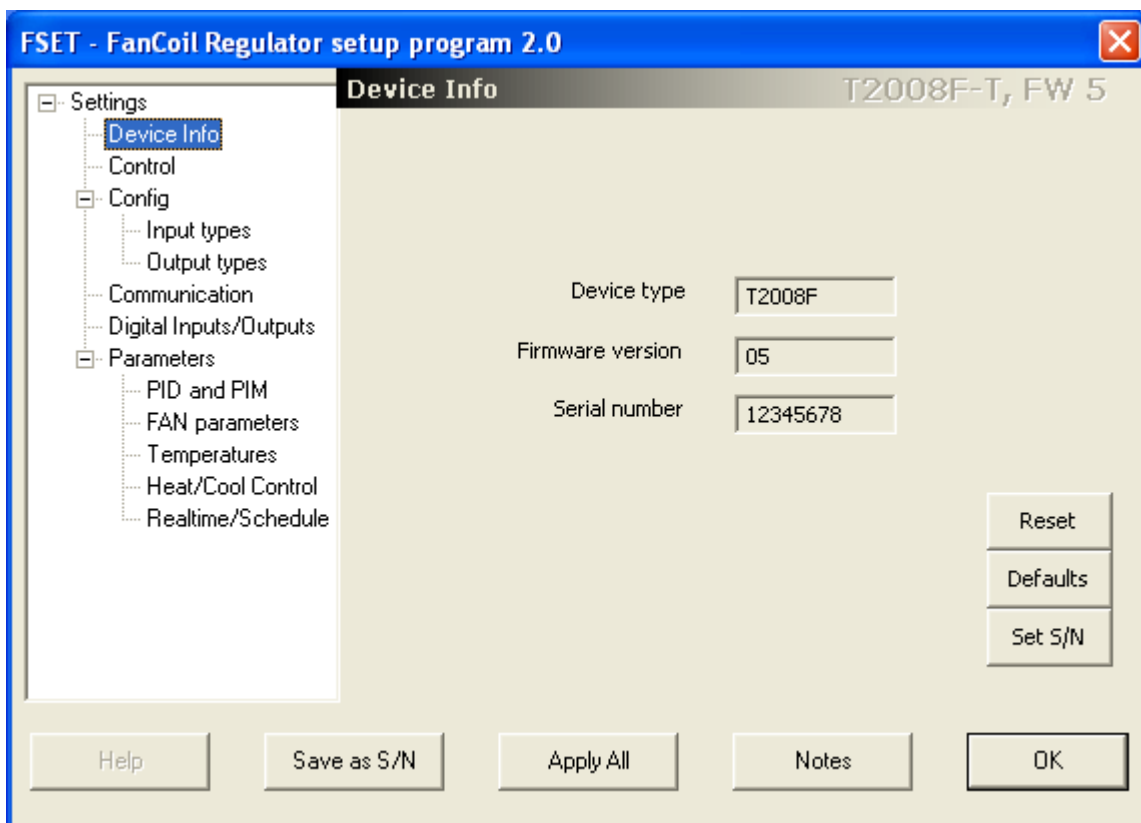 FSET - FanCoil Regulator setup program 2.0
Device Info
T2008F-T, FW 5
Settings
Device Info
Control
Config
Input types
Output types
Communication
Digital Inputs/Outputs
Parameters
PID and PIM
FAN parameters
Temperatures
Heat/Cool Control
Realtime/Schedule
Device type
T2008F
Firmware version
05
Serial number
12345678
Reset
Defaults
Set S/N
Help
Save as S/N
Apply All
Notes
OK